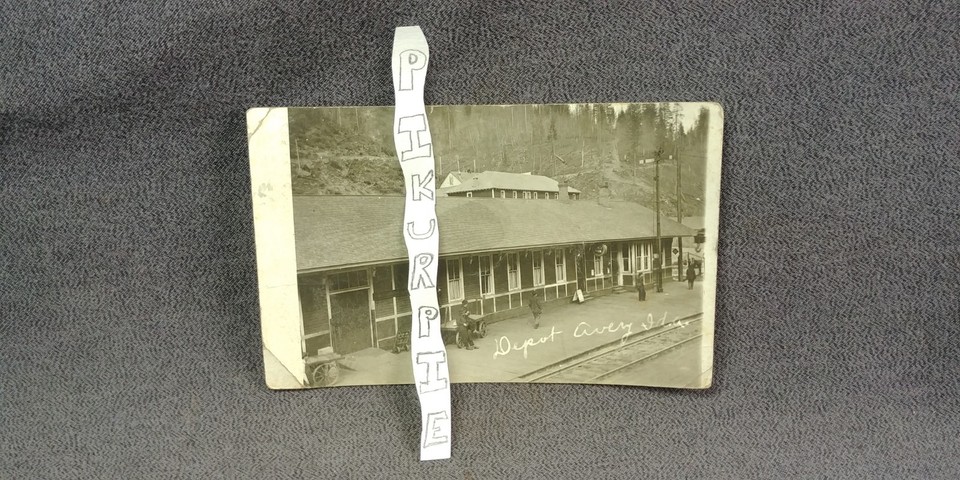 PIKURPIE
Depot Avery Ida.